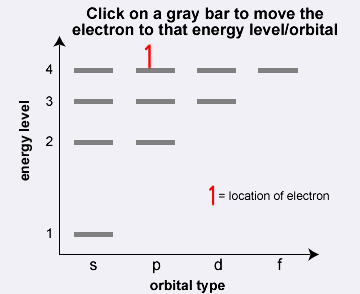 Click on a gray bar to move the
electron to that energy level/orbital
1
4
3
energy level
2
1 = location of electron
1
s p d f
orbital type